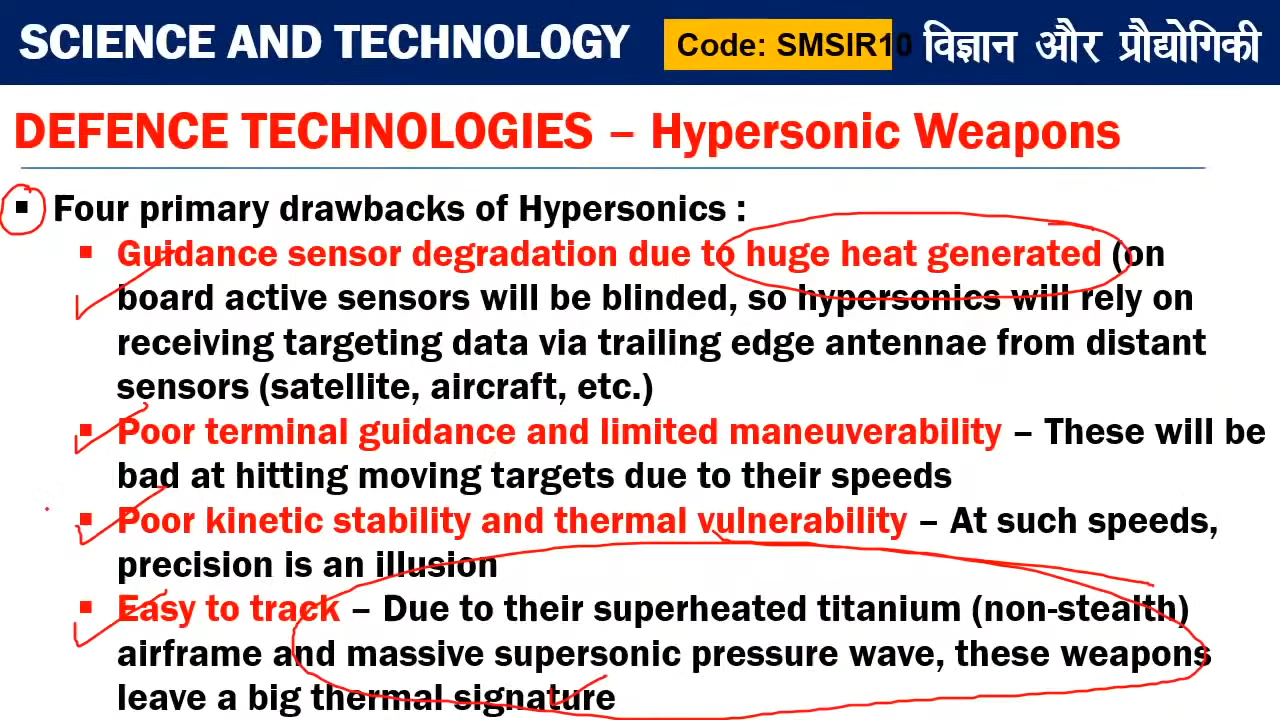 SCIENCE AND TECHNOLOGY
Code: SMSIR10
विज्ञान और प्रौद्योगिकी
DEFENCE TECHNOLOGIES – Hypersonic Weapons
▪ Four primary drawbacks of Hypersonics :
▪ Guidance sensor degradation due to huge heat generated (on
board active sensors will be blinded, so hypersonics will rely on
receiving targeting data via trailing edge antennae from distant
sensors (satellite, aircraft, etc.)
▪ Poor terminal guidance and limited maneuverability – These will be
bad at hitting moving targets due to their speeds
▪ Poor kinetic stability and thermal vulnerability – At such speeds,
precision is an illusion
▪ Easy to track – Due to their superheated titanium (non-stealth)
airframe and massive supersonic pressure wave, these weapons
leave a big thermal signature